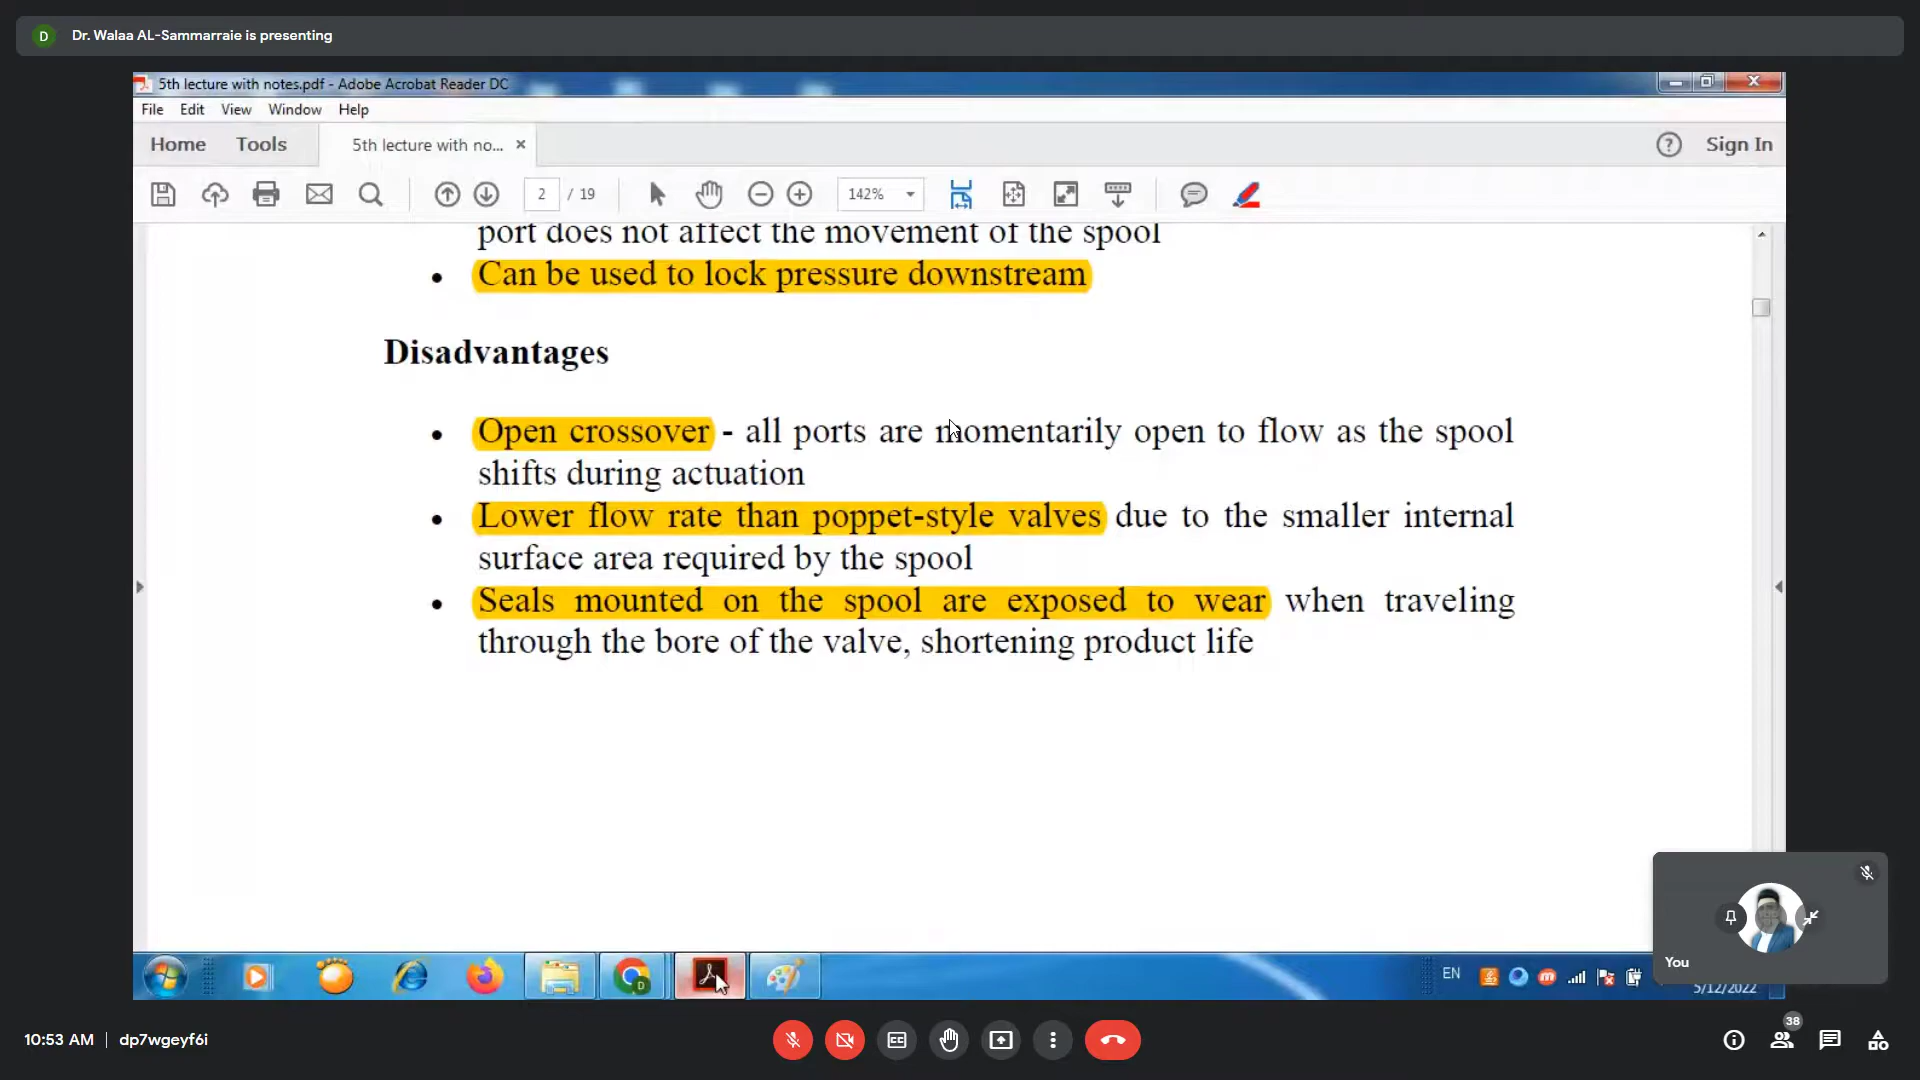 D Dr. Walaa AL-Sammarraie is presenting
5th lecture with notes.pdf - Adobe Acrobat Reader DC
File Edit View Window Help
Home Tools 5th lecture with no... × ? Sign In
2 / 19 142%
port does not affect the movement of the spool
• Can be used to lock pressure downstream
Disadvantages
• Open crossover - all ports are momentarily open to flow as the spool
shifts during actuation
• Lower flow rate than poppet-style valves due to the smaller internal
surface area required by the spool
• Seals mounted on the spool are exposed to wear when traveling
through the bore of the valve, shortening product life
You
D
EN
5/12/2022
38
10:53 AM | dp7wgeyf6i